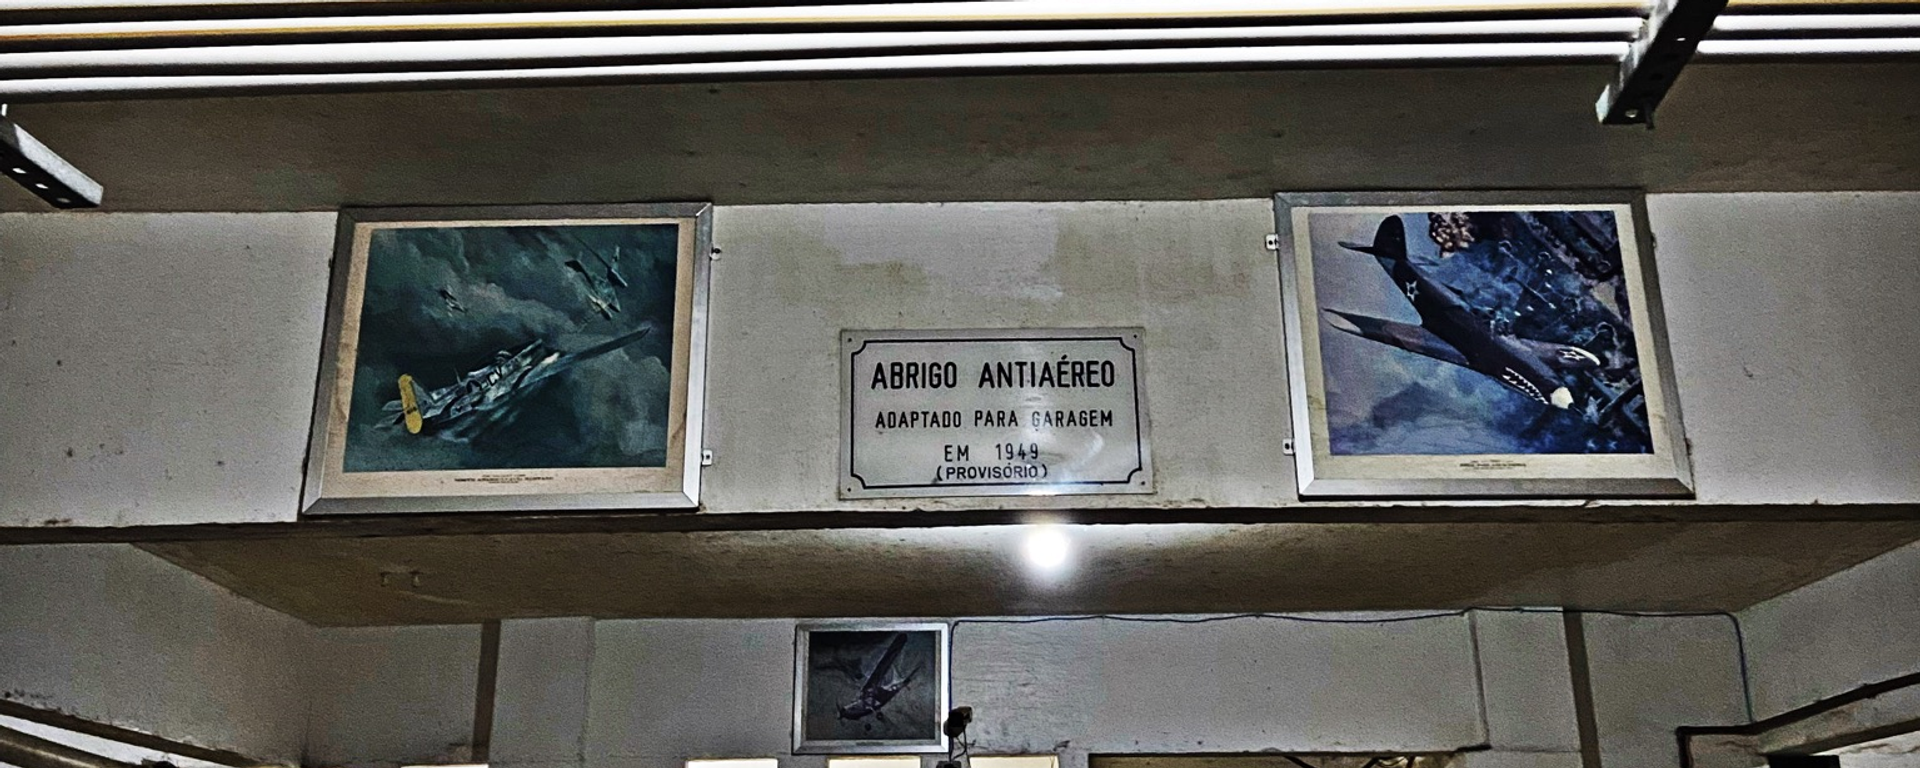 ABRIGO ANTIAÉREO
ADAPTADO PARA GARAGEM
EM 1949
(PROVISÓRIO)